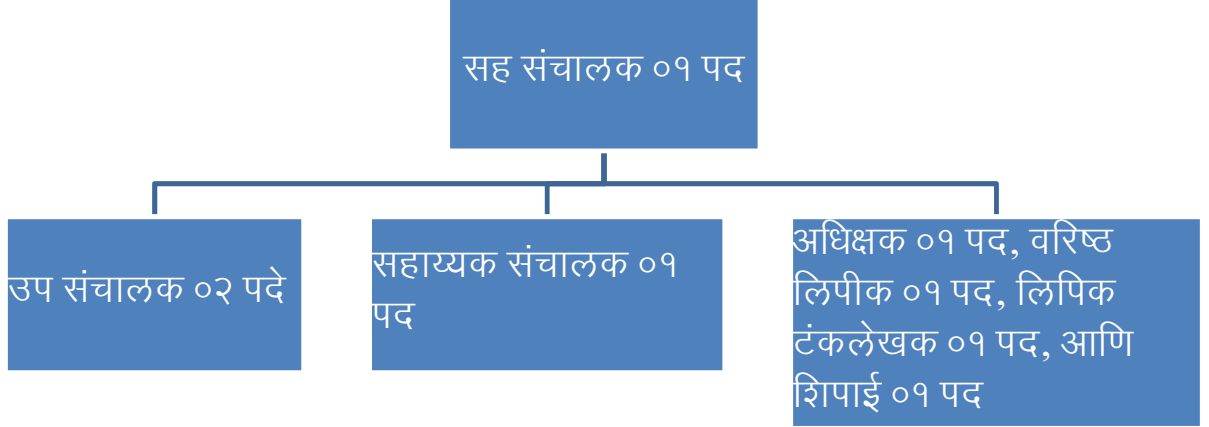 सह संचालक ०१ पद
उप संचालक ०२ पदे
सहाय्यक संचालक ०१
पद
अधिक्षक ०१ पद, वरिष्ठ
लिपीक ०१ पद, लिपिक
टंकलेखक ०१ पद, आणि
शिपाई ०१ पद